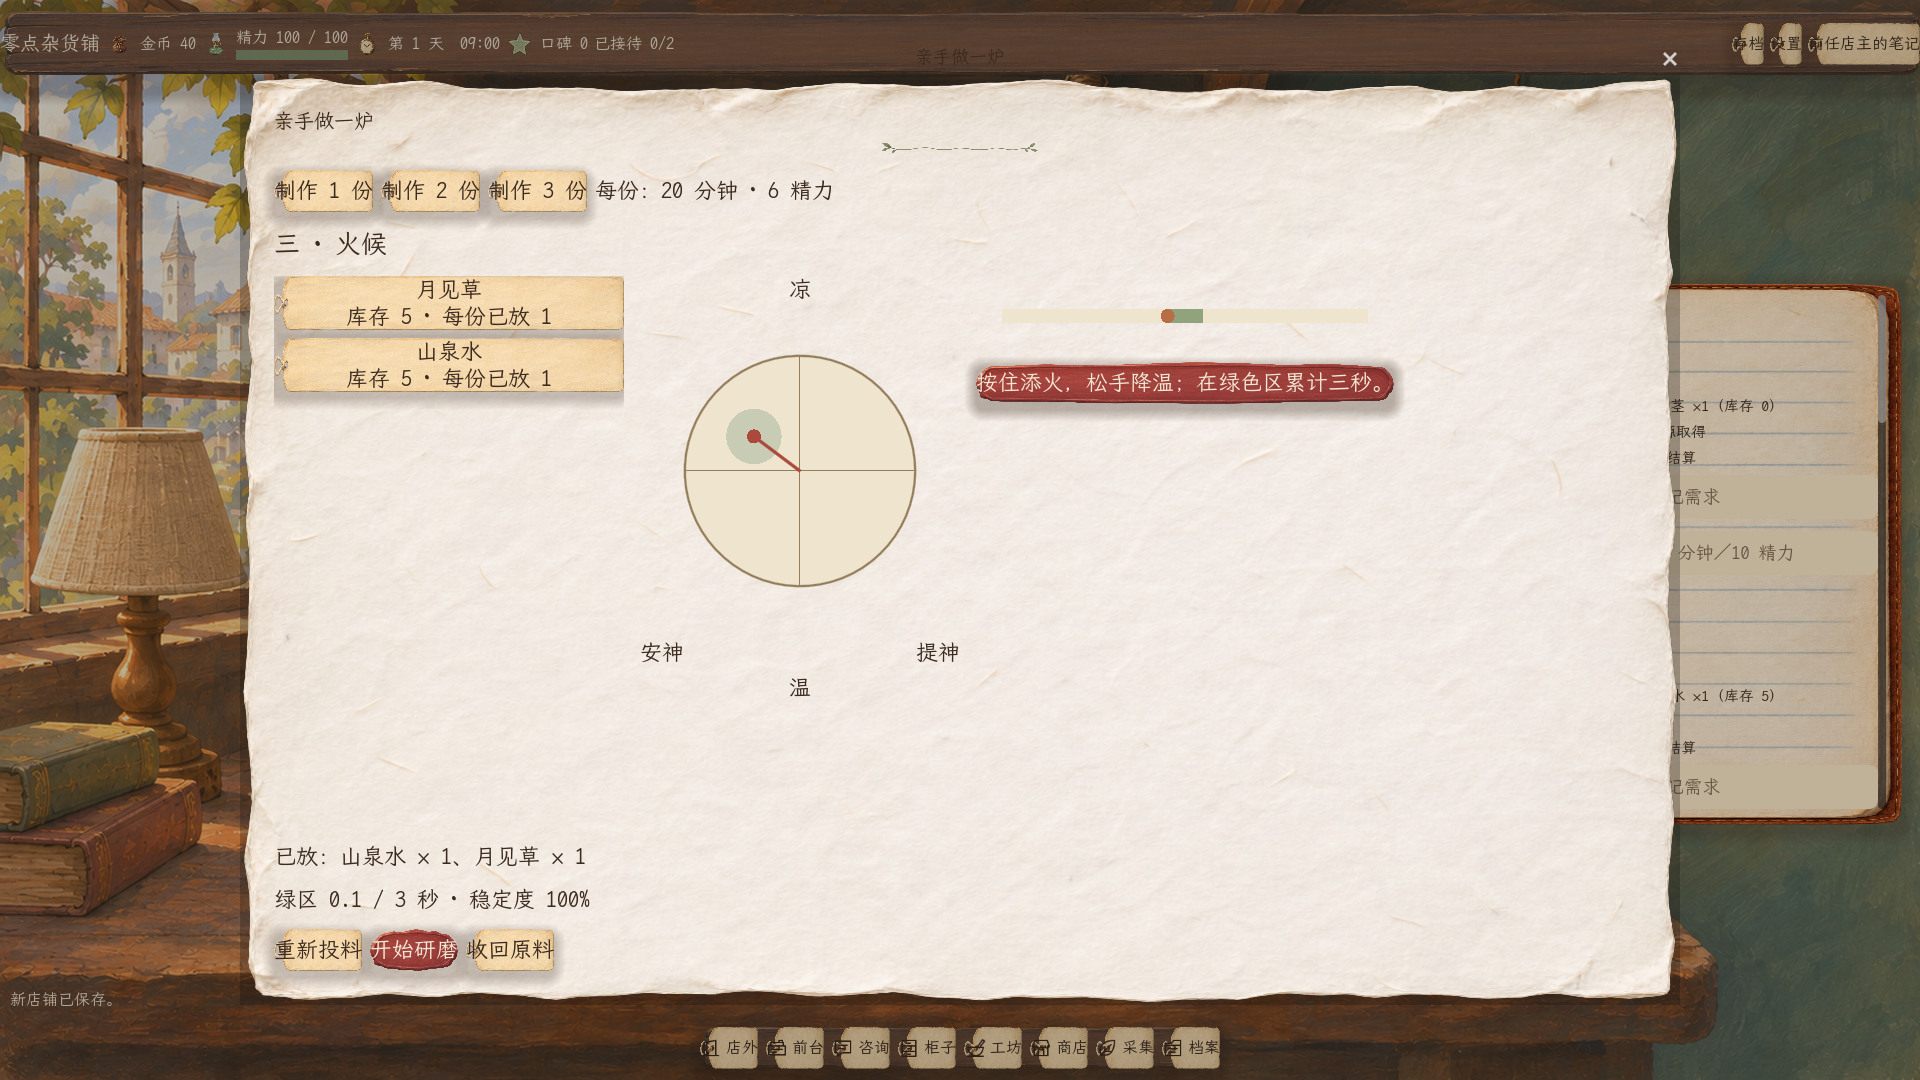 零点杂货铺 金币 40 精力 100 / 100 第 1 天 09:00 口碑 0 已接待 0/2
亲手做一炉
存档 设置 前任店主的笔记
×
亲手做一炉
制作 1 份 制作 2 份 制作 3 份 每份: 20 分钟 · 6 精力
三 · 火候
月见草
库存 5 · 每份已放 1
山泉水
库存 5 · 每份已放 1
凉
安神
提神
温
按住添火, 松手降温; 在绿色区累计三秒。
茎 ×1 (库存 0)
取得
结算
记需求
分钟／10 精力
水 ×1 (库存 5)
结算
记需求
已放: 山泉水 × 1、月见草 × 1
绿区 0.1 / 3 秒 · 稳定度 100%
重新投料 开始研磨 收回原料
新店铺已保存。
店外 前台 咨询 柜子 工坊 商店 采集 档案